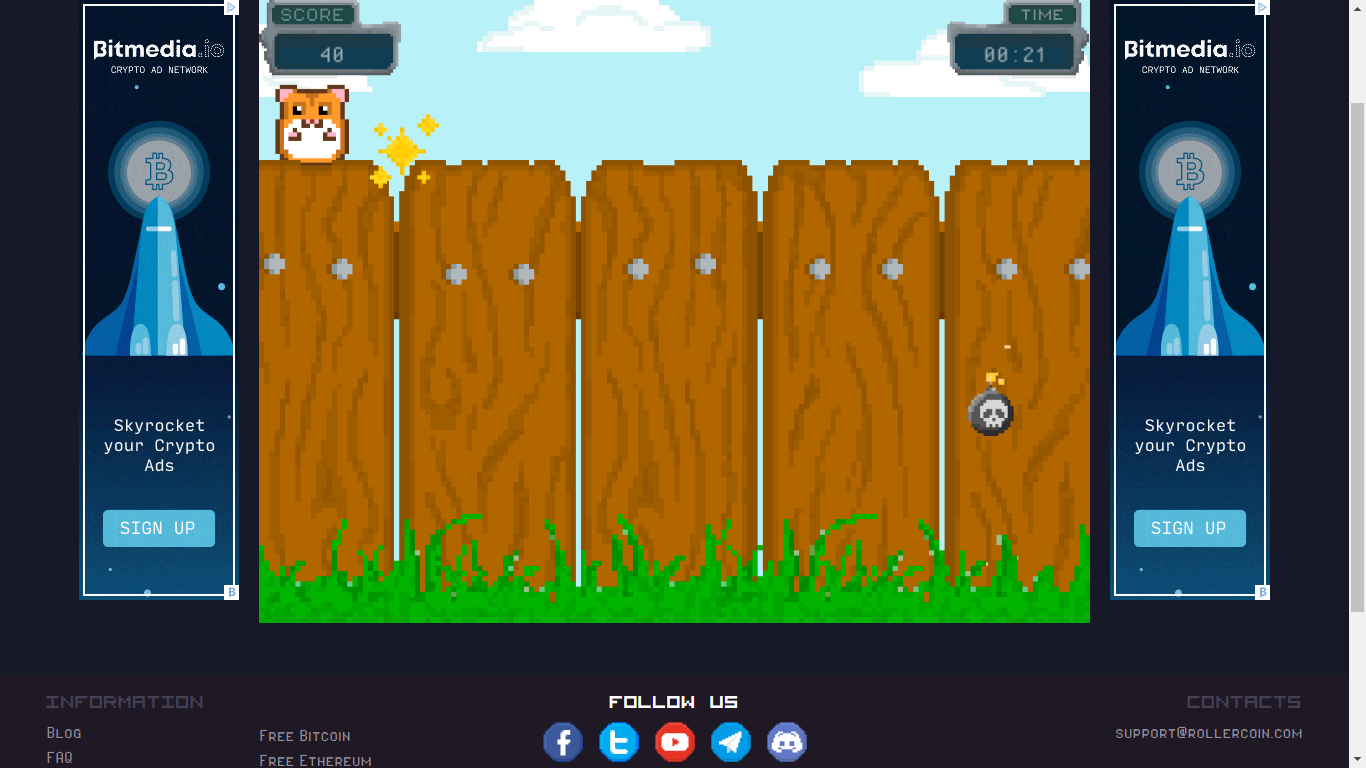 SCORE
40
TIME
00:21
Bitmedia.io
CRYPTO AD NETWORK
Skyrocket
your Crypto
Ads
SIGN UP
Bitmedia.io
CRYPTO AD NETWORK
Skyrocket
your Crypto
Ads
SIGN UP
INFORMATION
Blog
FAQ
Free Bitcoin
Free Ethereum
FOLLOW US
CONTACTS
support@rollercoin.com